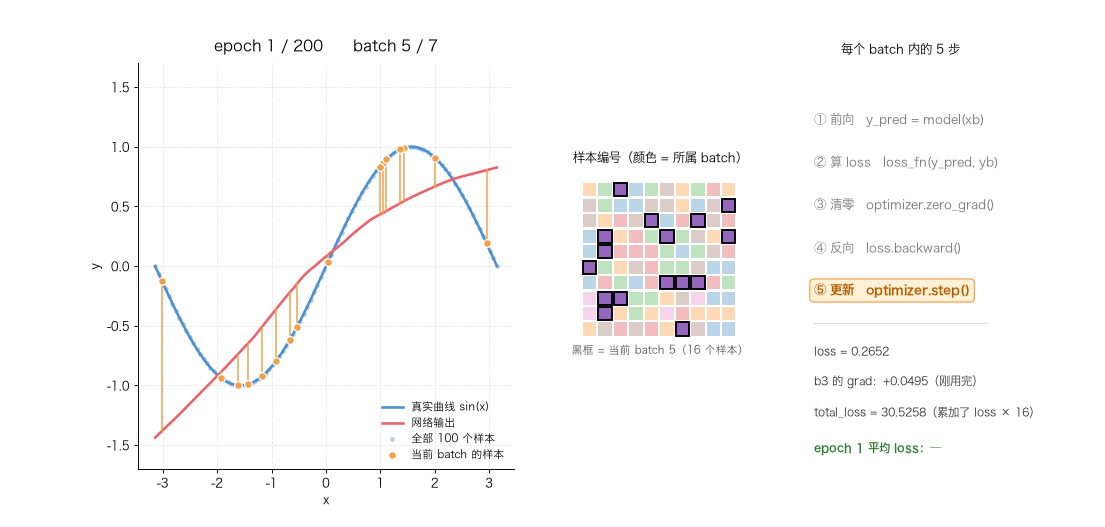 epoch 1 / 200 batch 5 / 7
1.5
1.0
0.5
0.0
-0.5
-1.0
-1.5
y
-3
-2
-1
0
1
2
3
x
真实曲线 sin(x)
网络输出
全部 100 个样本
当前 batch 的样本
样本编号（颜色 = 所属 batch）
黑框 = 当前 batch 5（16 个样本）
每个 batch 内的 5 步
① 前向 y_pred = model(xb)
② 算 loss loss_fn(y_pred, yb)
③ 清零 optimizer.zero_grad()
④ 反向 loss.backward()
⑤ 更新 optimizer.step()
loss = 0.2652
b3 的 grad：+0.0495（刚用完）
total_loss = 30.5258（累加了 loss × 16）
epoch 1 平均 loss：—